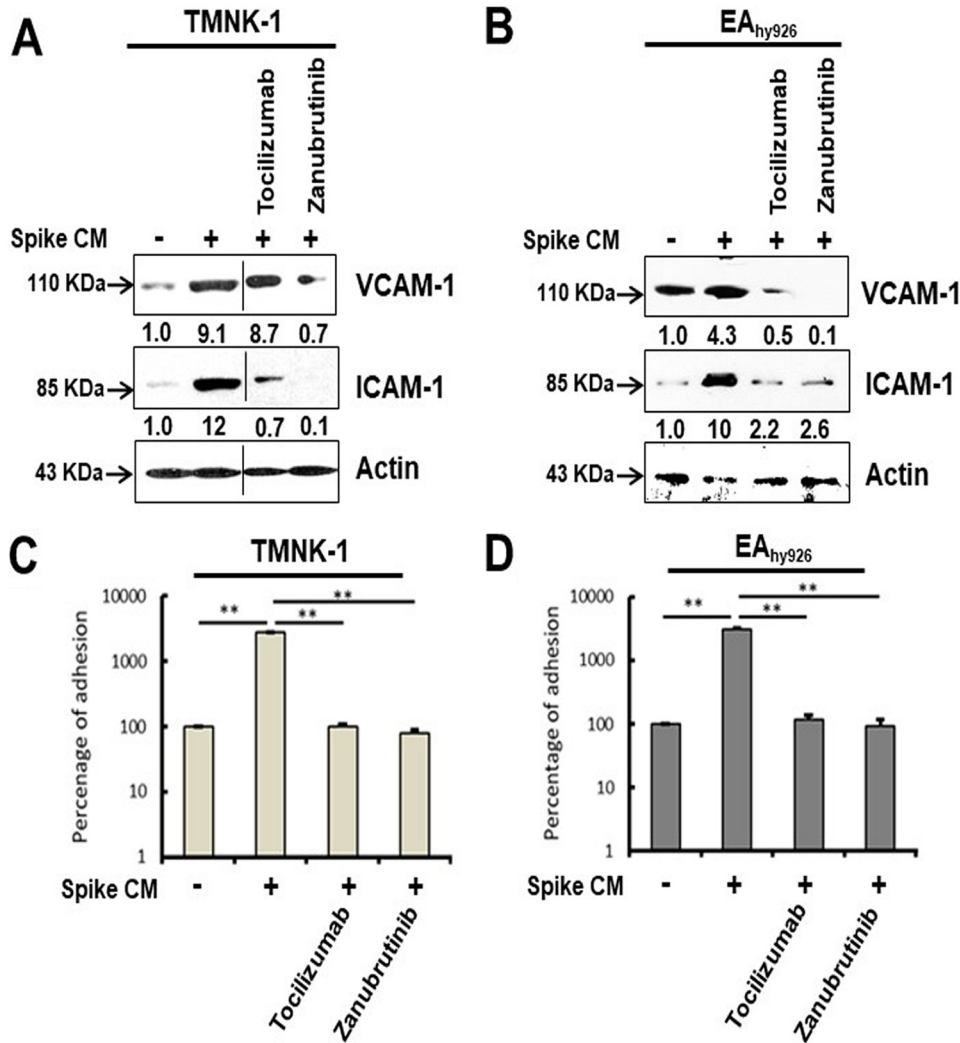 A
TMNK-1
Tocilizumab
Zanubrutinib
Spike CM - + + +
110 KDa VCAM-1
1.0 9.1 8.7 0.7
85 KDa ICAM-1
1.0 12 0.7 0.1
43 KDa Actin
B
EAhy926
Tocilizumab
Zanubrutinib
Spike CM - + + +
110 KDa VCAM-1
1.0 4.3 0.5 0.1
85 KDa ICAM-1
1.0 10 2.2 2.6
43 KDa Actin
C
TMNK-1
Percenage of adhesion
10000
1000
100
10
1
** ** **
Spike CM - + + +
Tocilizumab
Zanubrutinib
D
EAhy926
Percentage of adhesion
10000
1000
100
10
1
** ** **
Spike CM - + + +
Tocilizumab
Zanubrutinib